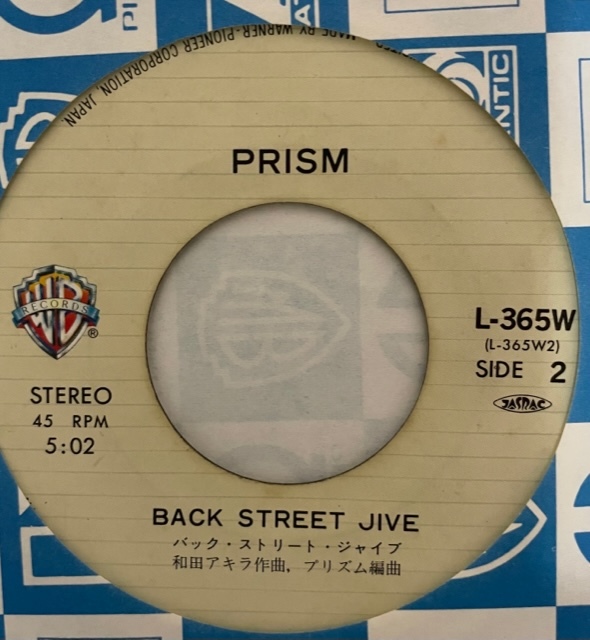 MADE BY WARNER-PIONEER CORPORATION, JAPAN
PRISM
WB
RECORDS
®
L-365W
(L-365W2)
SIDE 2
JASRAC
STEREO
45 RPM
5:02
BACK STREET JIVE
バック・ストリート・ジャイブ
和田アキラ作曲, プリズム編曲